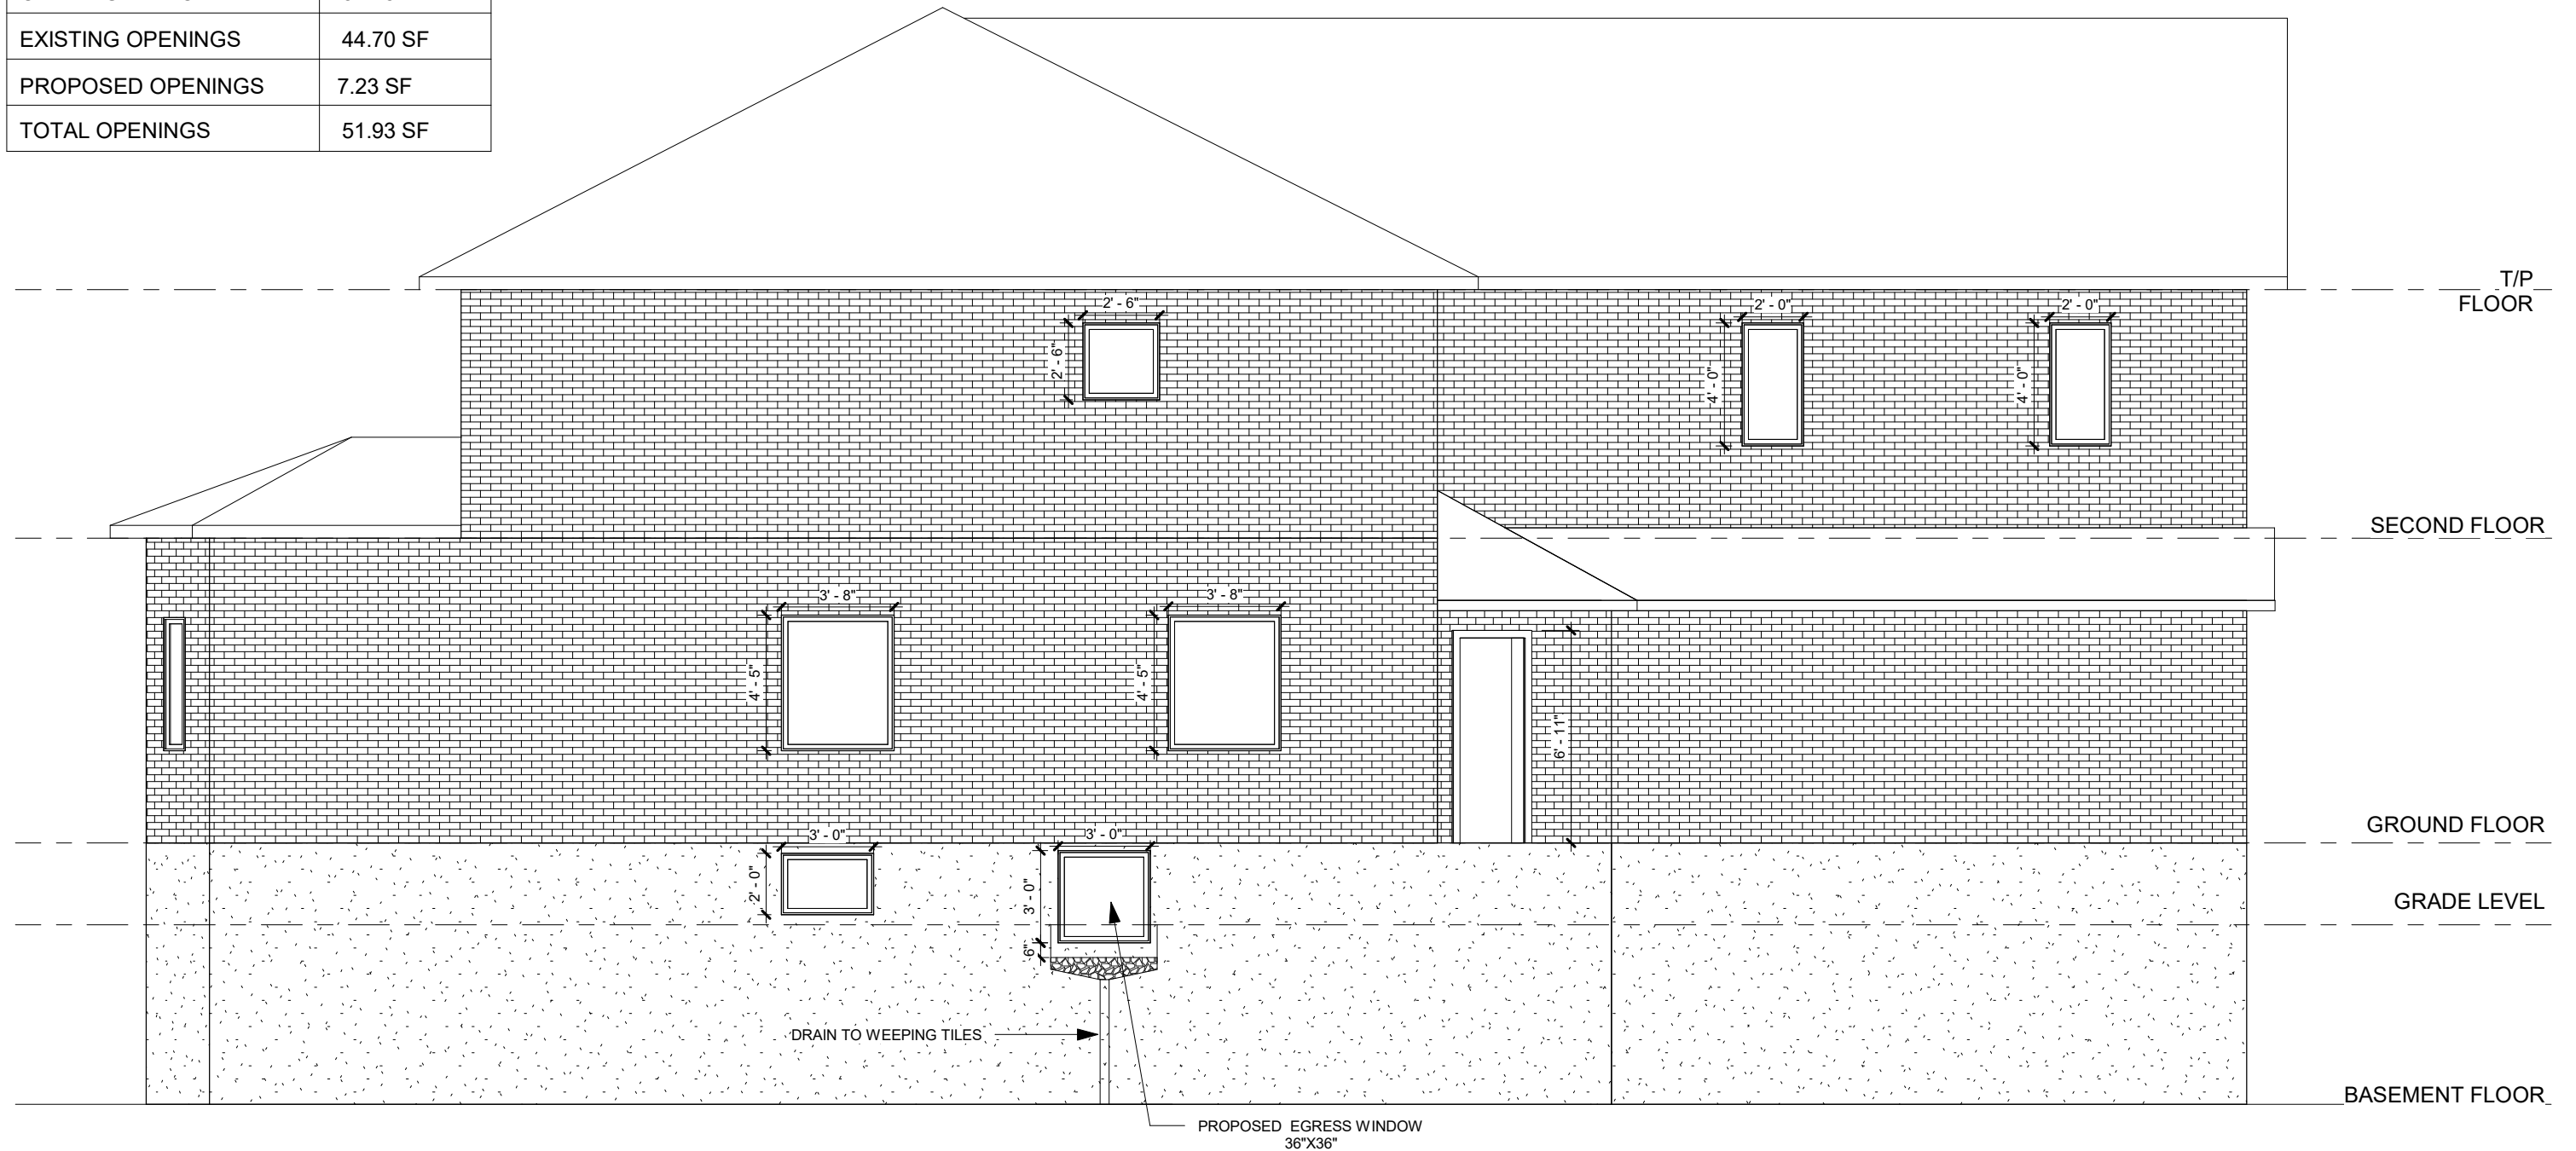 EXISTING OPENINGS 44.70 SF
PROPOSED OPENINGS 7.23 SF
TOTAL OPENINGS 51.93 SF
T/P
FLOOR
2' - 6"
2' - 0"
2' - 0"
2' - 6"
4' - 0"
4' - 0"
SECOND FLOOR
3' - 8"
3' - 8"
4' - 5"
4' - 5"
6' - 11"
GROUND FLOOR
3' - 0"
3' - 0"
2' - 0"
3' - 0"
GRADE LEVEL
6"
DRAIN TO WEEPING TILES
BASEMENT FLOOR
PROPOSED EGRESS WINDOW
36"X36"